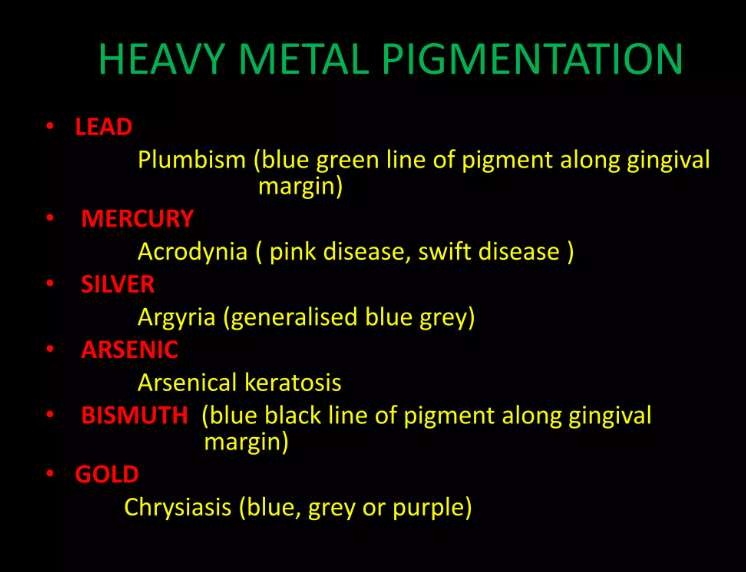 HEAVY METAL PIGMENTATION
• LEAD
Plumbism (blue green line of pigment along gingival
margin)
• MERCURY
Acrodynia ( pink disease, swift disease )
• SILVER
Argyria (generalised blue grey)
• ARSENIC
Arsenical keratosis
• BISMUTH (blue black line of pigment along gingival
margin)
• GOLD
Chrysiasis (blue, grey or purple)